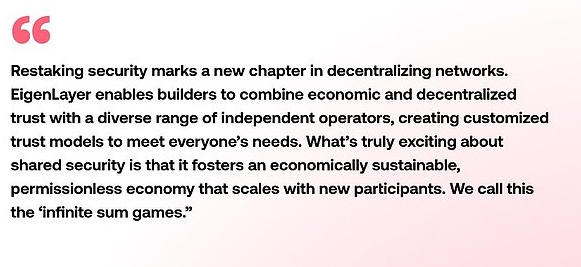 “
Restaking security marks a new chapter in decentralizing networks.
EigenLayer enables builders to combine economic and decentralized
trust with a diverse range of independent operators, creating customized
trust models to meet everyone’s needs. What’s truly exciting about
shared security is that it fosters an economically sustainable,
permissionless economy that scales with new participants. We call this
the ‘infinite sum games.”